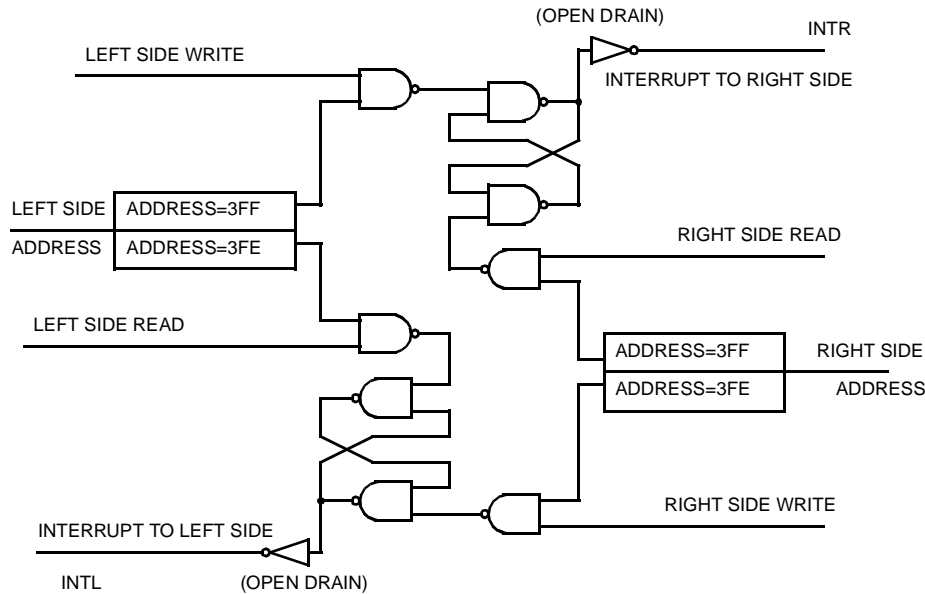 (OPEN DRAIN)
INTR
LEFT SIDE WRITE
INTERRUPT TO RIGHT SIDE
LEFT SIDE
ADDRESS=3FF
ADDRESS
ADDRESS=3FE
RIGHT SIDE READ
LEFT SIDE READ
ADDRESS=3FF
RIGHT SIDE
ADDRESS=3FE
ADDRESS
RIGHT SIDE WRITE
INTERRUPT TO LEFT SIDE
INTL
(OPEN DRAIN)